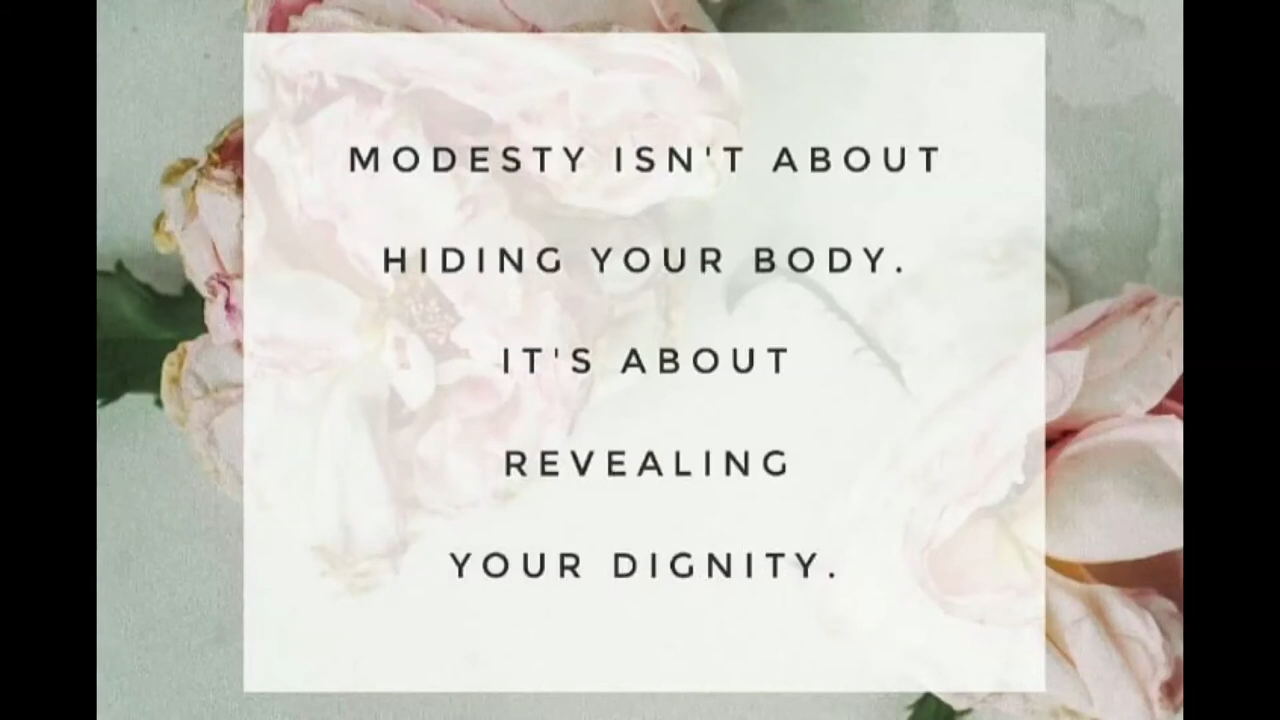 MODESTY ISN'T ABOUT
HIDING YOUR BODY.
IT'S ABOUT
REVEALING
YOUR DIGNITY.